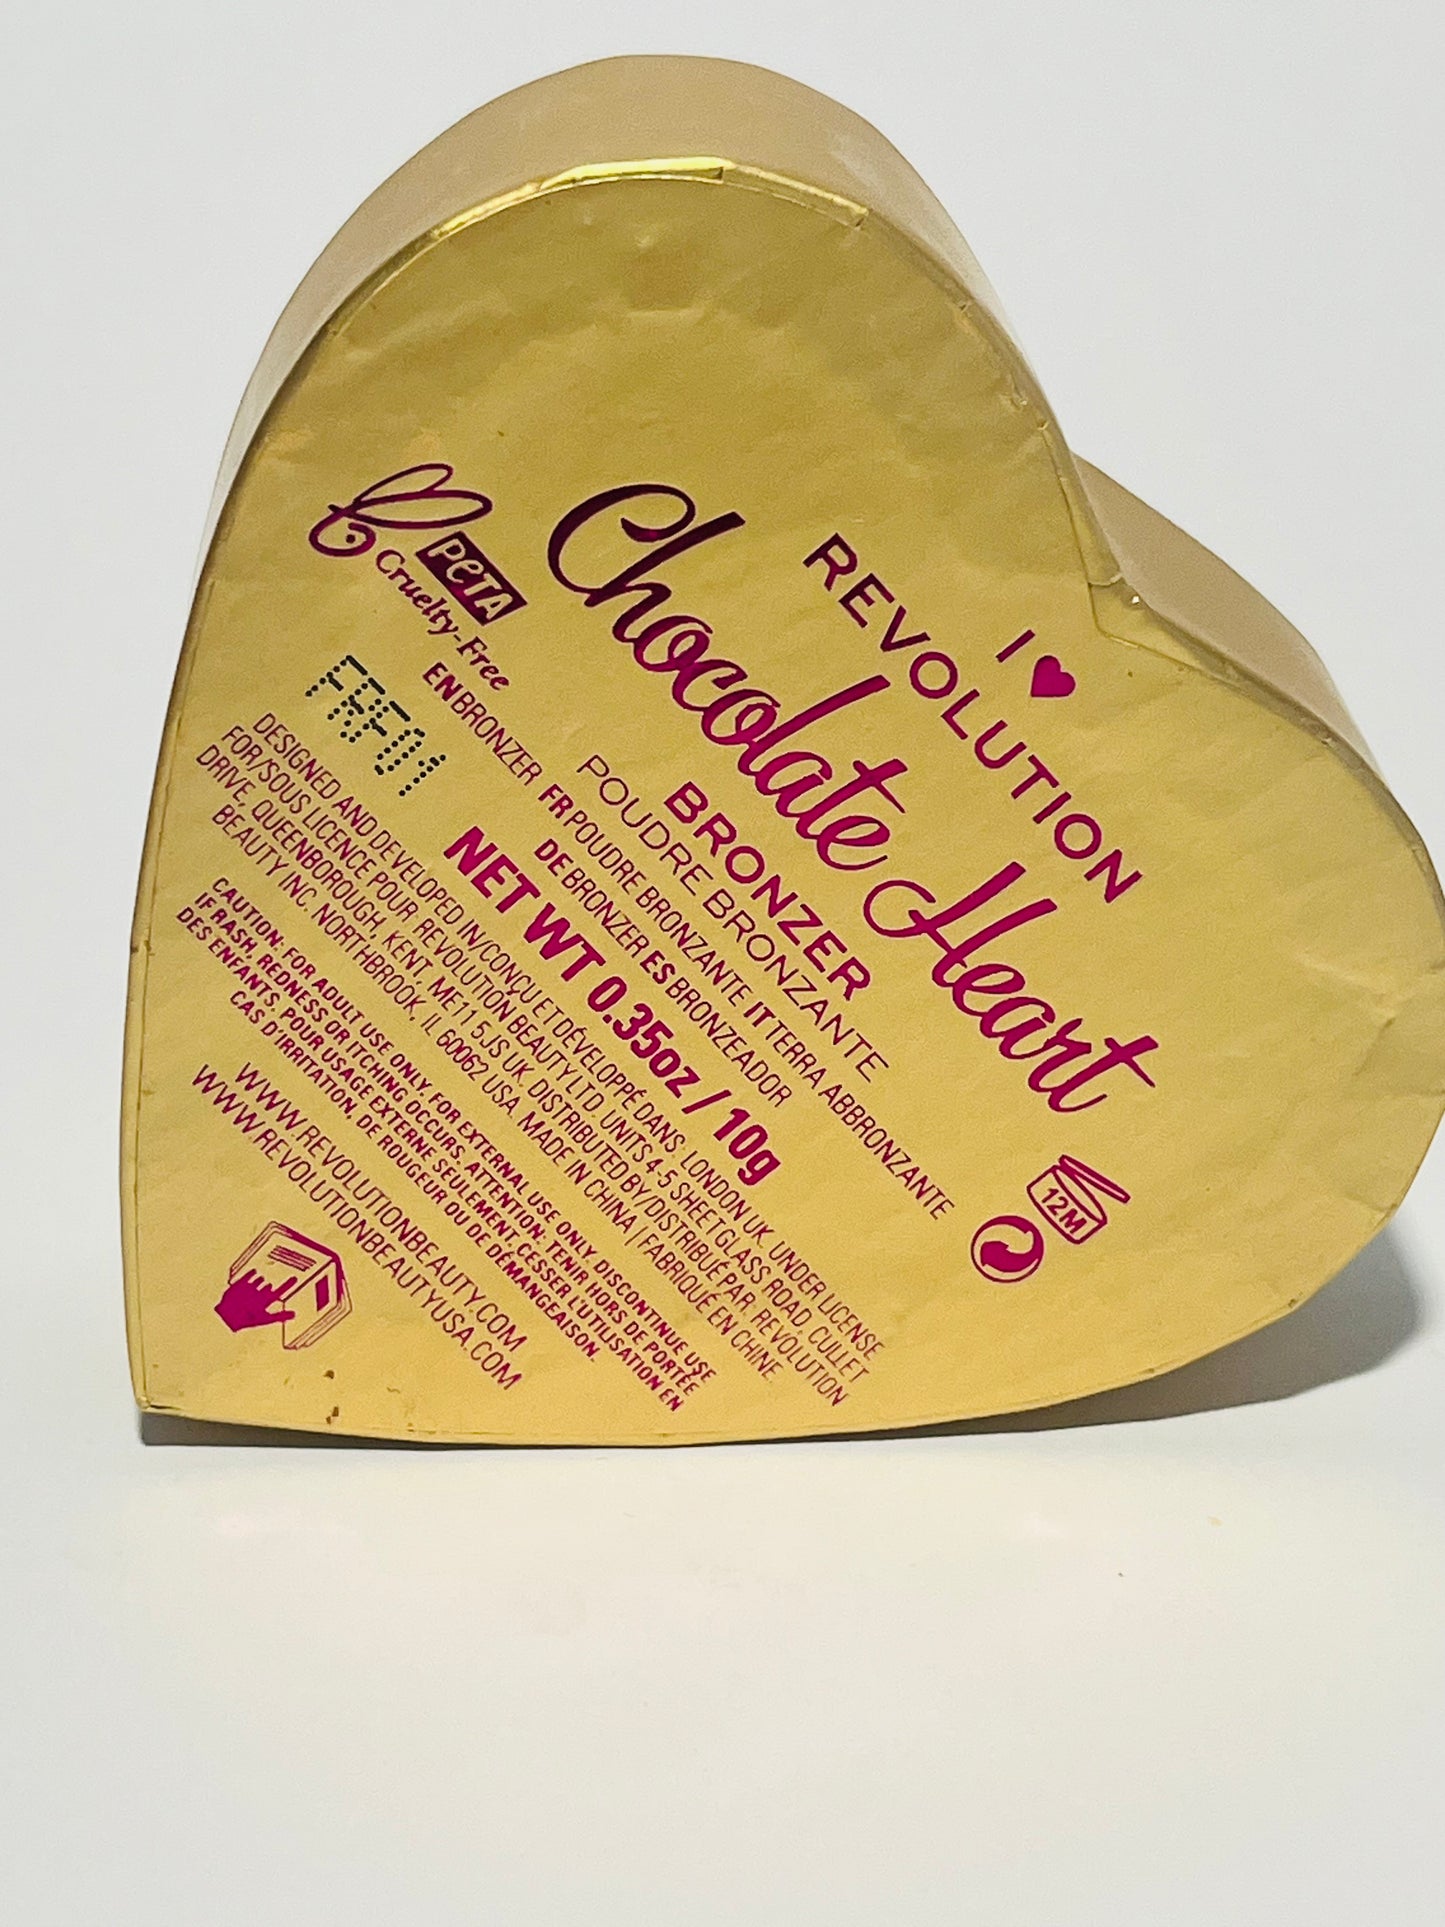 I ♥
REVOLUTION
Chocolate Heart
BRONZER
POUDRE BRONZANTE
PETA
Cruelty-Free
EN BRONZER FR POUDRE BRONZANTE IT TERRA ABBRONZANTE
DE BRONZER ES BRONZEADOR
12M
NET WT 0.35oz / 10g
FRF01
DESIGNED AND DEVELOPED IN/CONÇU ET DÉVELOPPÉ DANS, LONDON UK. UNDER LICENSE
FOR/SOUS LICENCE POUR REVOLUTION BEAUTY LTD. UNITS 4-5 SHEET GLASS ROAD, CULLET
DRIVE, QUEENBOROUGH, KENT. ME11 5JS UK. DISTRIBUTED BY/DISTRIBUÉ PAR. REVOLUTION
BEAUTY INC. NORTHBROOK, IL 60062 USA. MADE IN CHINA | FABRIQUÉ EN CHINE.
CAUTION: FOR ADULT USE ONLY. FOR EXTERNAL USE ONLY. DISCONTINUE USE
IF RASH, REDNESS OR ITCHING OCCURS. ATTENTION: TENIR HORS DE PORTÉE
DES ENFANTS. POUR USAGE EXTERNE SEULEMENT. CESSER L'UTILISATION EN
CAS D'IRRITATION, DE ROUGEUR OU DE DÉMANGEAISON.
WWW.REVOLUTIONBEAUTY.COM
WWW.REVOLUTIONBEAUTYUSA.COM